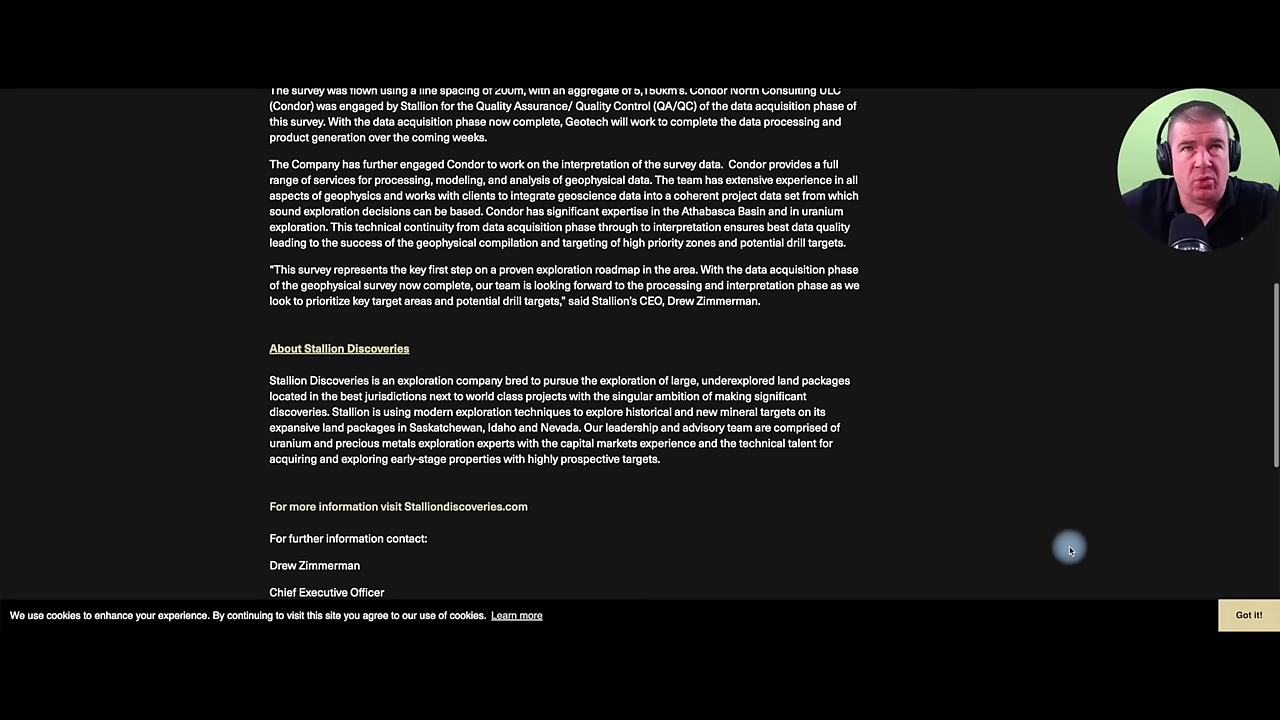 The survey was flown using a line spacing of 200m, with an aggregate of 5,150km's. Condor North Consulting ULC
(Condor) was engaged by Stallion for the Quality Assurance/ Quality Control (QA/QC) of the data acquisition phase of
this survey. With the data acquisition phase now complete, Geotech will work to complete the data processing and
product generation over the coming weeks.
The Company has further engaged Condor to work on the interpretation of the survey data.  Condor provides a full
range of services for processing, modeling, and analysis of geophysical data. The team has extensive experience in all
aspects of geophysics and works with clients to integrate geoscience data into a coherent project data set from which
sound exploration decisions can be based. Condor has significant expertise in the Athabasca Basin and in uranium
exploration. This technical continuity from data acquisition phase through to interpretation ensures best data quality
leading to the success of the geophysical compilation and targeting of high priority zones and potential drill targets.
"This survey represents the key first step on a proven exploration roadmap in the area. With the data acquisition phase
of the geophysical survey now complete, our team is looking forward to the processing and interpretation phase as we
look to prioritize key target areas and potential drill targets," said Stallion's CEO, Drew Zimmerman.
About Stallion Discoveries
Stallion Discoveries is an exploration company bred to pursue the exploration of large, underexplored land packages
located in the best jurisdictions next to world class projects with the singular ambition of making significant
discoveries. Stallion is using modern exploration techniques to explore historical and new mineral targets on its
expansive land packages in Saskatchewan, Idaho and Nevada. Our leadership and advisory team are comprised of
uranium and precious metals exploration experts with the capital markets experience and the technical talent for
acquiring and exploring early-stage properties with highly prospective targets.
For more information visit Stalliondiscoveries.com
For further information contact:
Drew Zimmerman
Chief Executive Officer
We use cookies to enhance your experience. By continuing to visit this site you agree to our use of cookies. Learn more
Got it!